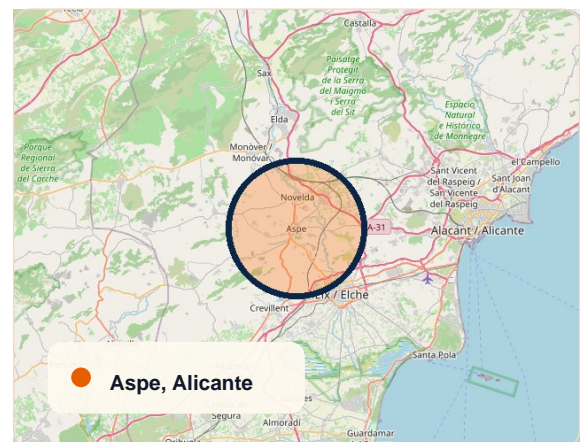 Yecla
Castalla
Paisatge
Protegit
de la Serra
del Maigmó
i Serra
del Sit
Sax
Espacio
Natural
e Histórico
de Monnegre
Elda
Parque
Regional
de Sierra
del Carche
Monòver /
Monóvar
el Campello
Sant Vicent
del Raspeig /
San Vicente
del Raspeig
Sant Joan
d'Alacant
Novelda
Aspe
A-31
Alacant / Alicante
Elx / Elche
Crevillent
Santa Pola
Aspe, Alicante
Segura
Almoradí
Guardamar
Orihuela